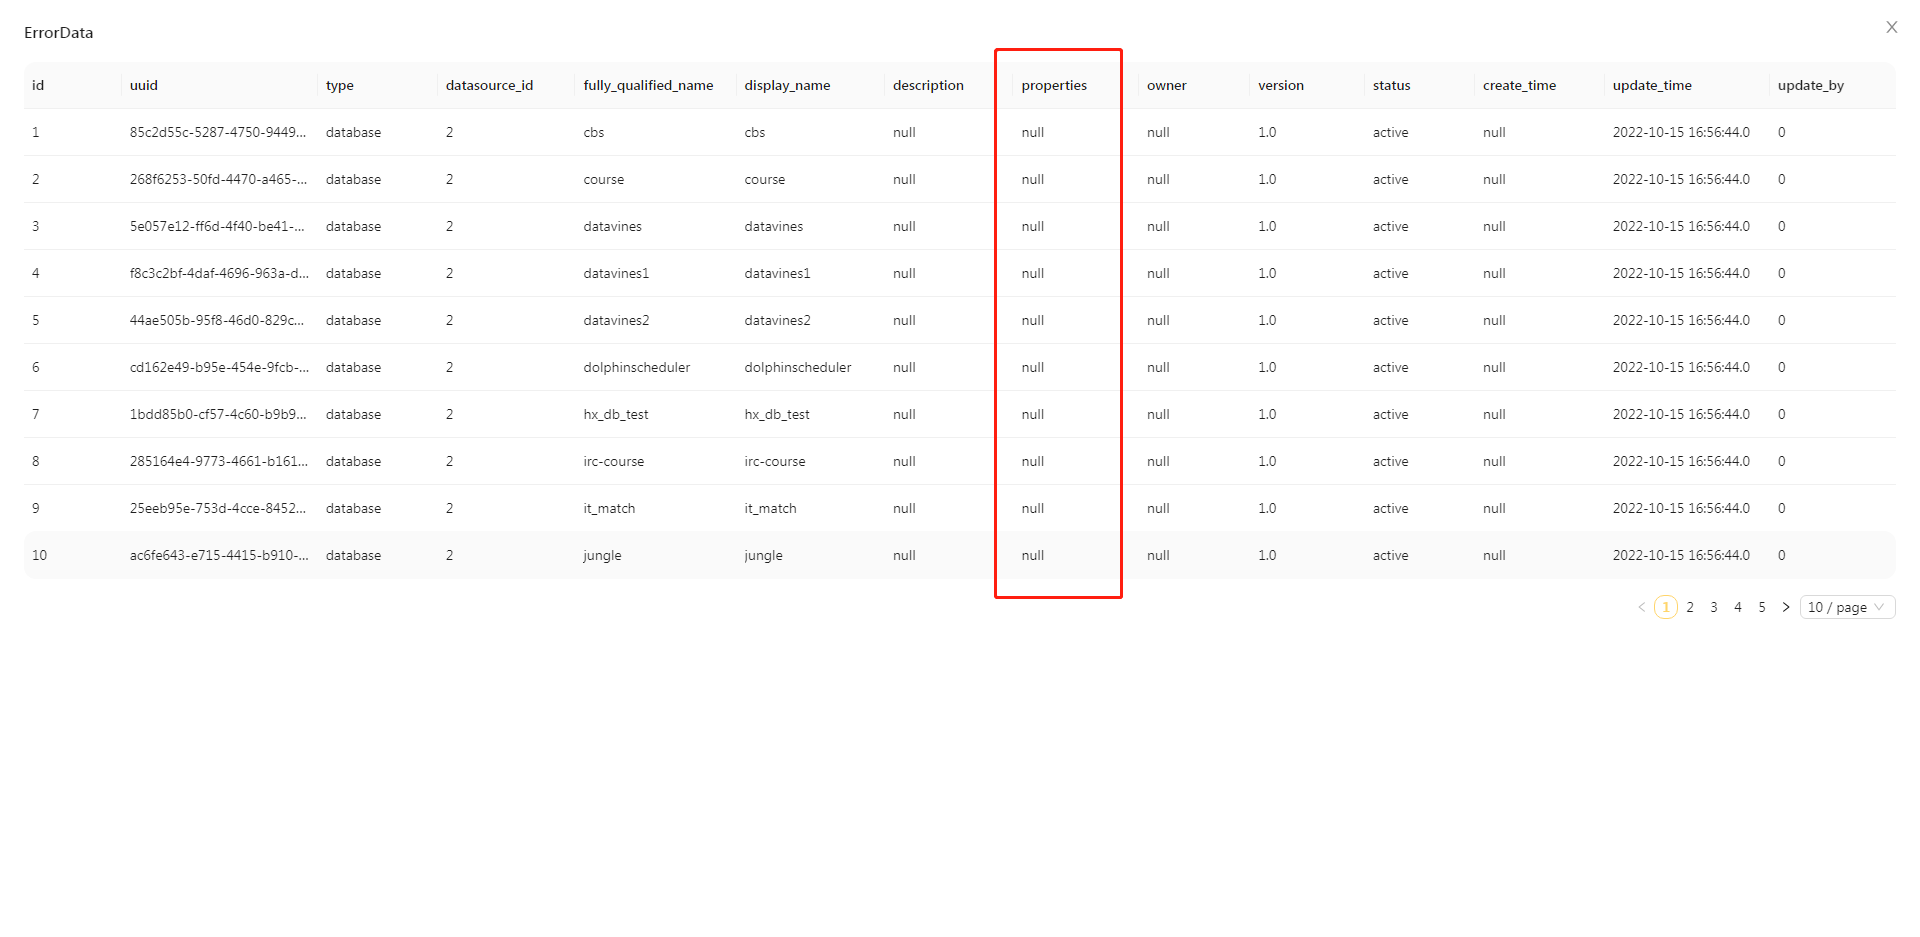 ErrorData
id uuid type datasource_id fully_qualified_name display_name description properties owner version status create_time update_time update_by
1 85c2d55c-5287-4750-9449... database 2 cbs cbs null null null 1.0 active null 2022-10-15 16:56:44.0 0
2 268f6253-50fd-4470-a465-... database 2 course course null null null 1.0 active null 2022-10-15 16:56:44.0 0
3 5e057e12-ff6d-4f40-be41-... database 2 datavines datavines null null null 1.0 active null 2022-10-15 16:56:44.0 0
4 f8c3c2bf-4daf-4696-963a-d... database 2 datavines1 datavines1 null null null 1.0 active null 2022-10-15 16:56:44.0 0
5 44ae505b-95f8-46d0-829c... database 2 datavines2 datavines2 null null null 1.0 active null 2022-10-15 16:56:44.0 0
6 cd162e49-b95e-454e-9fcb-... database 2 dolphinscheduler dolphinscheduler null null null 1.0 active null 2022-10-15 16:56:44.0 0
7 1bdd85b0-cf57-4c60-b9b9... database 2 hx_db_test hx_db_test null null null 1.0 active null 2022-10-15 16:56:44.0 0
8 285164e4-9773-4661-b161... database 2 irc-course irc-course null null null 1.0 active null 2022-10-15 16:56:44.0 0
9 25eeb95e-753d-4cce-8452... database 2 it_match it_match null null null 1.0 active null 2022-10-15 16:56:44.0 0
10 ac6fe643-e715-4415-b910-... database 2 jungle jungle null null null 1.0 active null 2022-10-15 16:56:44.0 0
1 2 3 4 5 10 / page